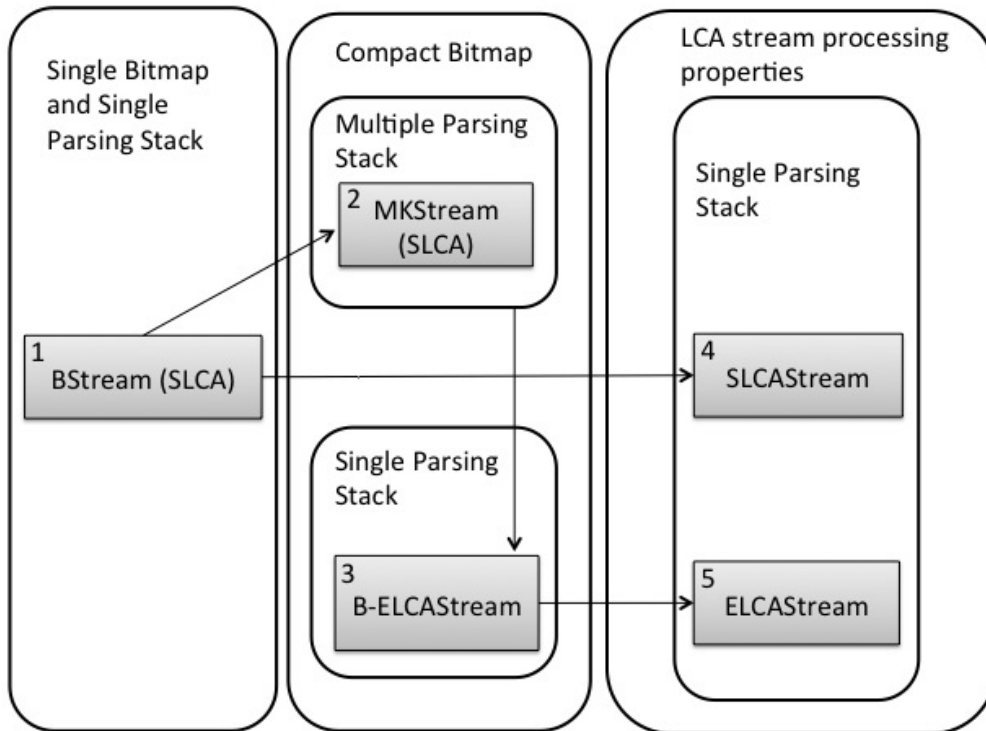 Single Bitmap
and Single
Parsing Stack
1
BStream (SLCA)
Compact Bitmap
Multiple Parsing
Stack
2
MKStream
(SLCA)
Single Parsing
Stack
3
B-ELCAStream
LCA stream processing
properties
Single Parsing
Stack
4
SLCAStream
5
ELCAStream